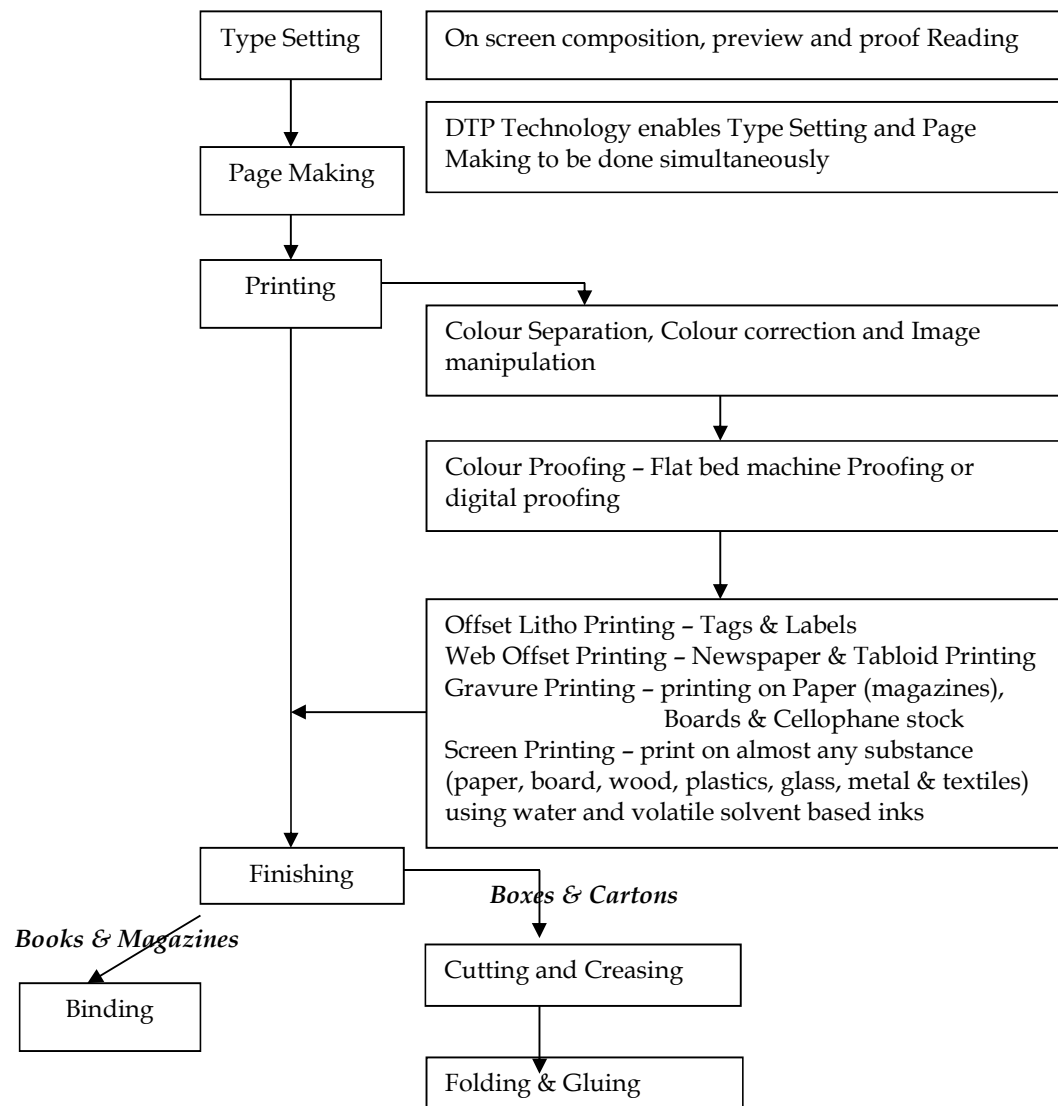 Type Setting
On screen composition, preview and proof Reading
DTP Technology enables Type Setting and Page
Making to be done simultaneously
Page Making
Printing
Colour Separation, Colour correction and Image
manipulation
Colour Proofing – Flat bed machine Proofing or
digital proofing
Offset Litho Printing – Tags & Labels
Web Offset Printing – Newspaper & Tabloid Printing
Gravure Printing – printing on Paper (magazines),
Boards & Cellophane stock
Screen Printing – print on almost any substance
(paper, board, wood, plastics, glass, metal & textiles)
using water and volatile solvent based inks
Finishing
Boxes & Cartons
Books & Magazines
Cutting and Creasing
Binding
Folding & Gluing